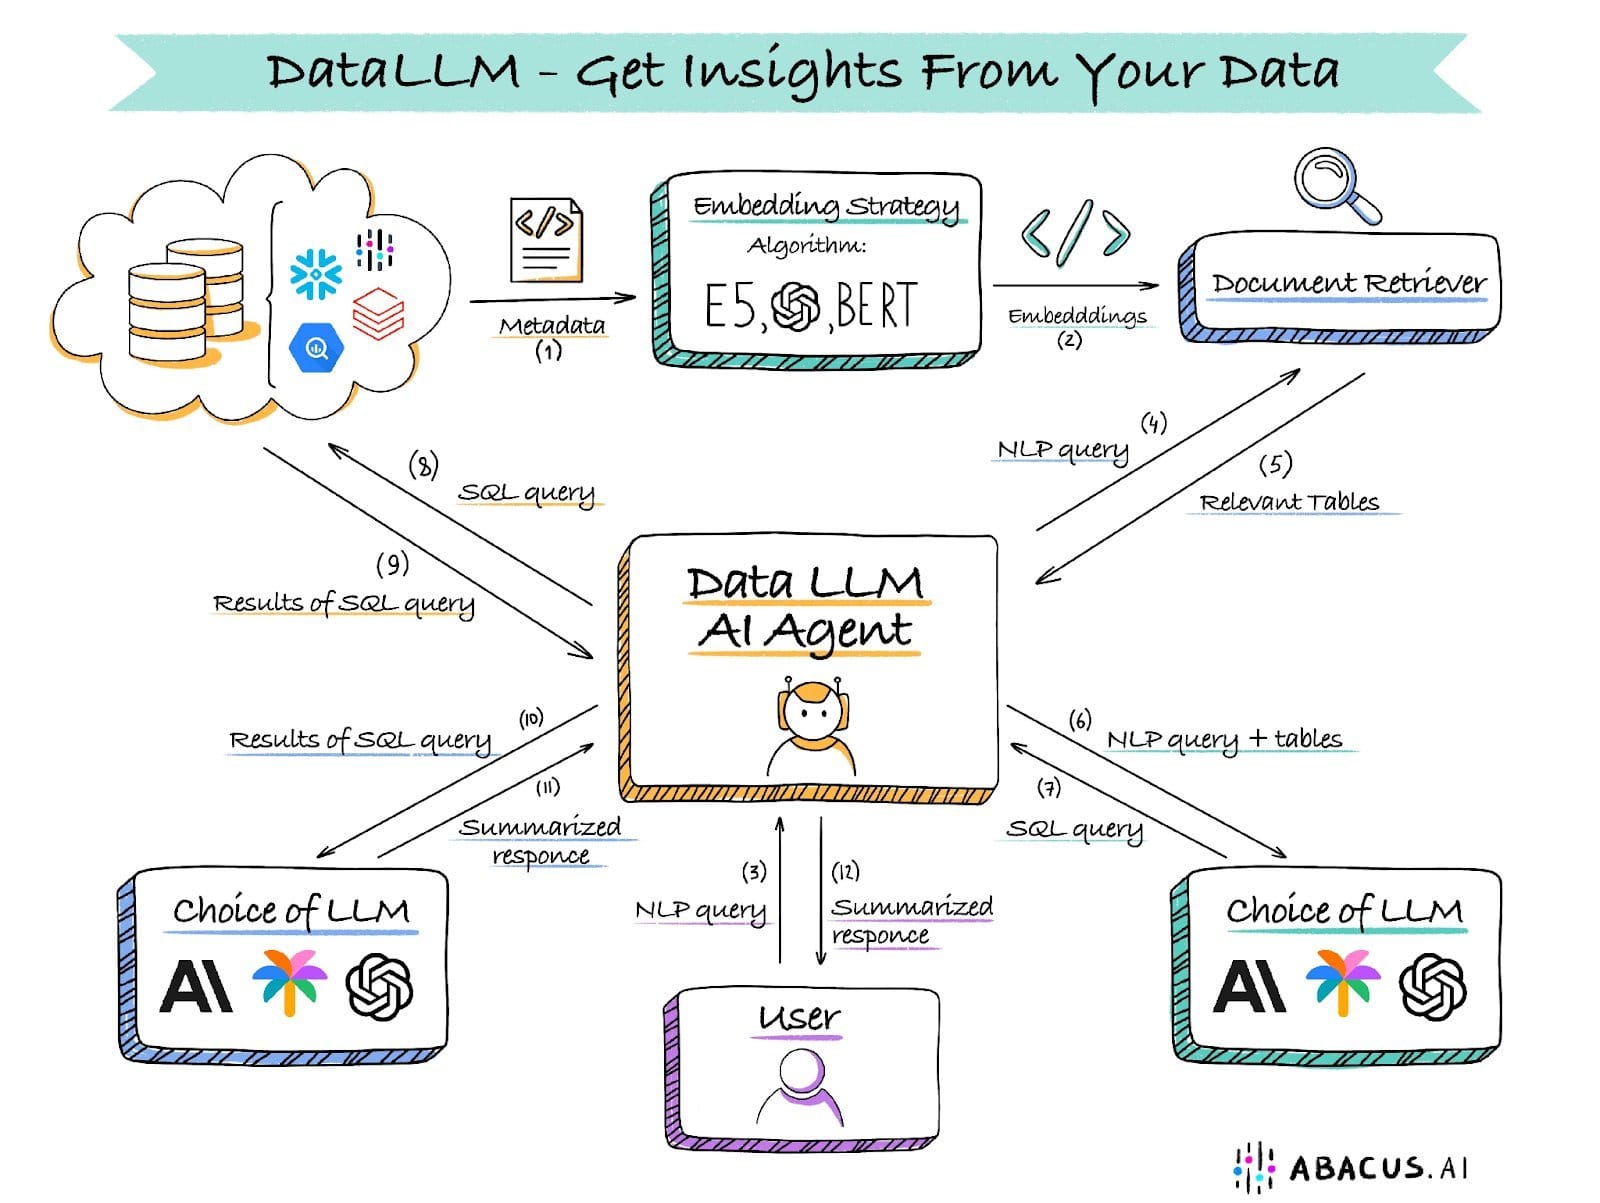 DataLLM - Get Insights From Your Data
</>
Metadata
(1)
Embedding Strategy
Algorithm:
E5, , BERT
</>
Embedddings
(2)
Document Retriever
(4)
NLP query
(5)
Relevant Tables
(8)
SQL query
(9)
Results of SQL query
Data LLM
AI Agent
(10)
Results of SQL query
(11)
Summarized
responce
(6)
NLP query + tables
(7)
SQL query
(3)
NLP query
(12)
Summarized
responce
Choice of LLM
AI
User
Choice of LLM
AI
ABACUS.AI